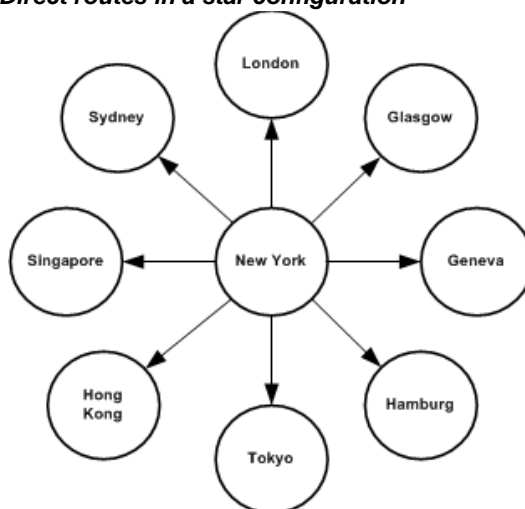 Direct routes in a star configuration
London
Sydney
Glasgow
Singapore
New York
Geneva
Hong
Kong
Hamburg
Tokyo